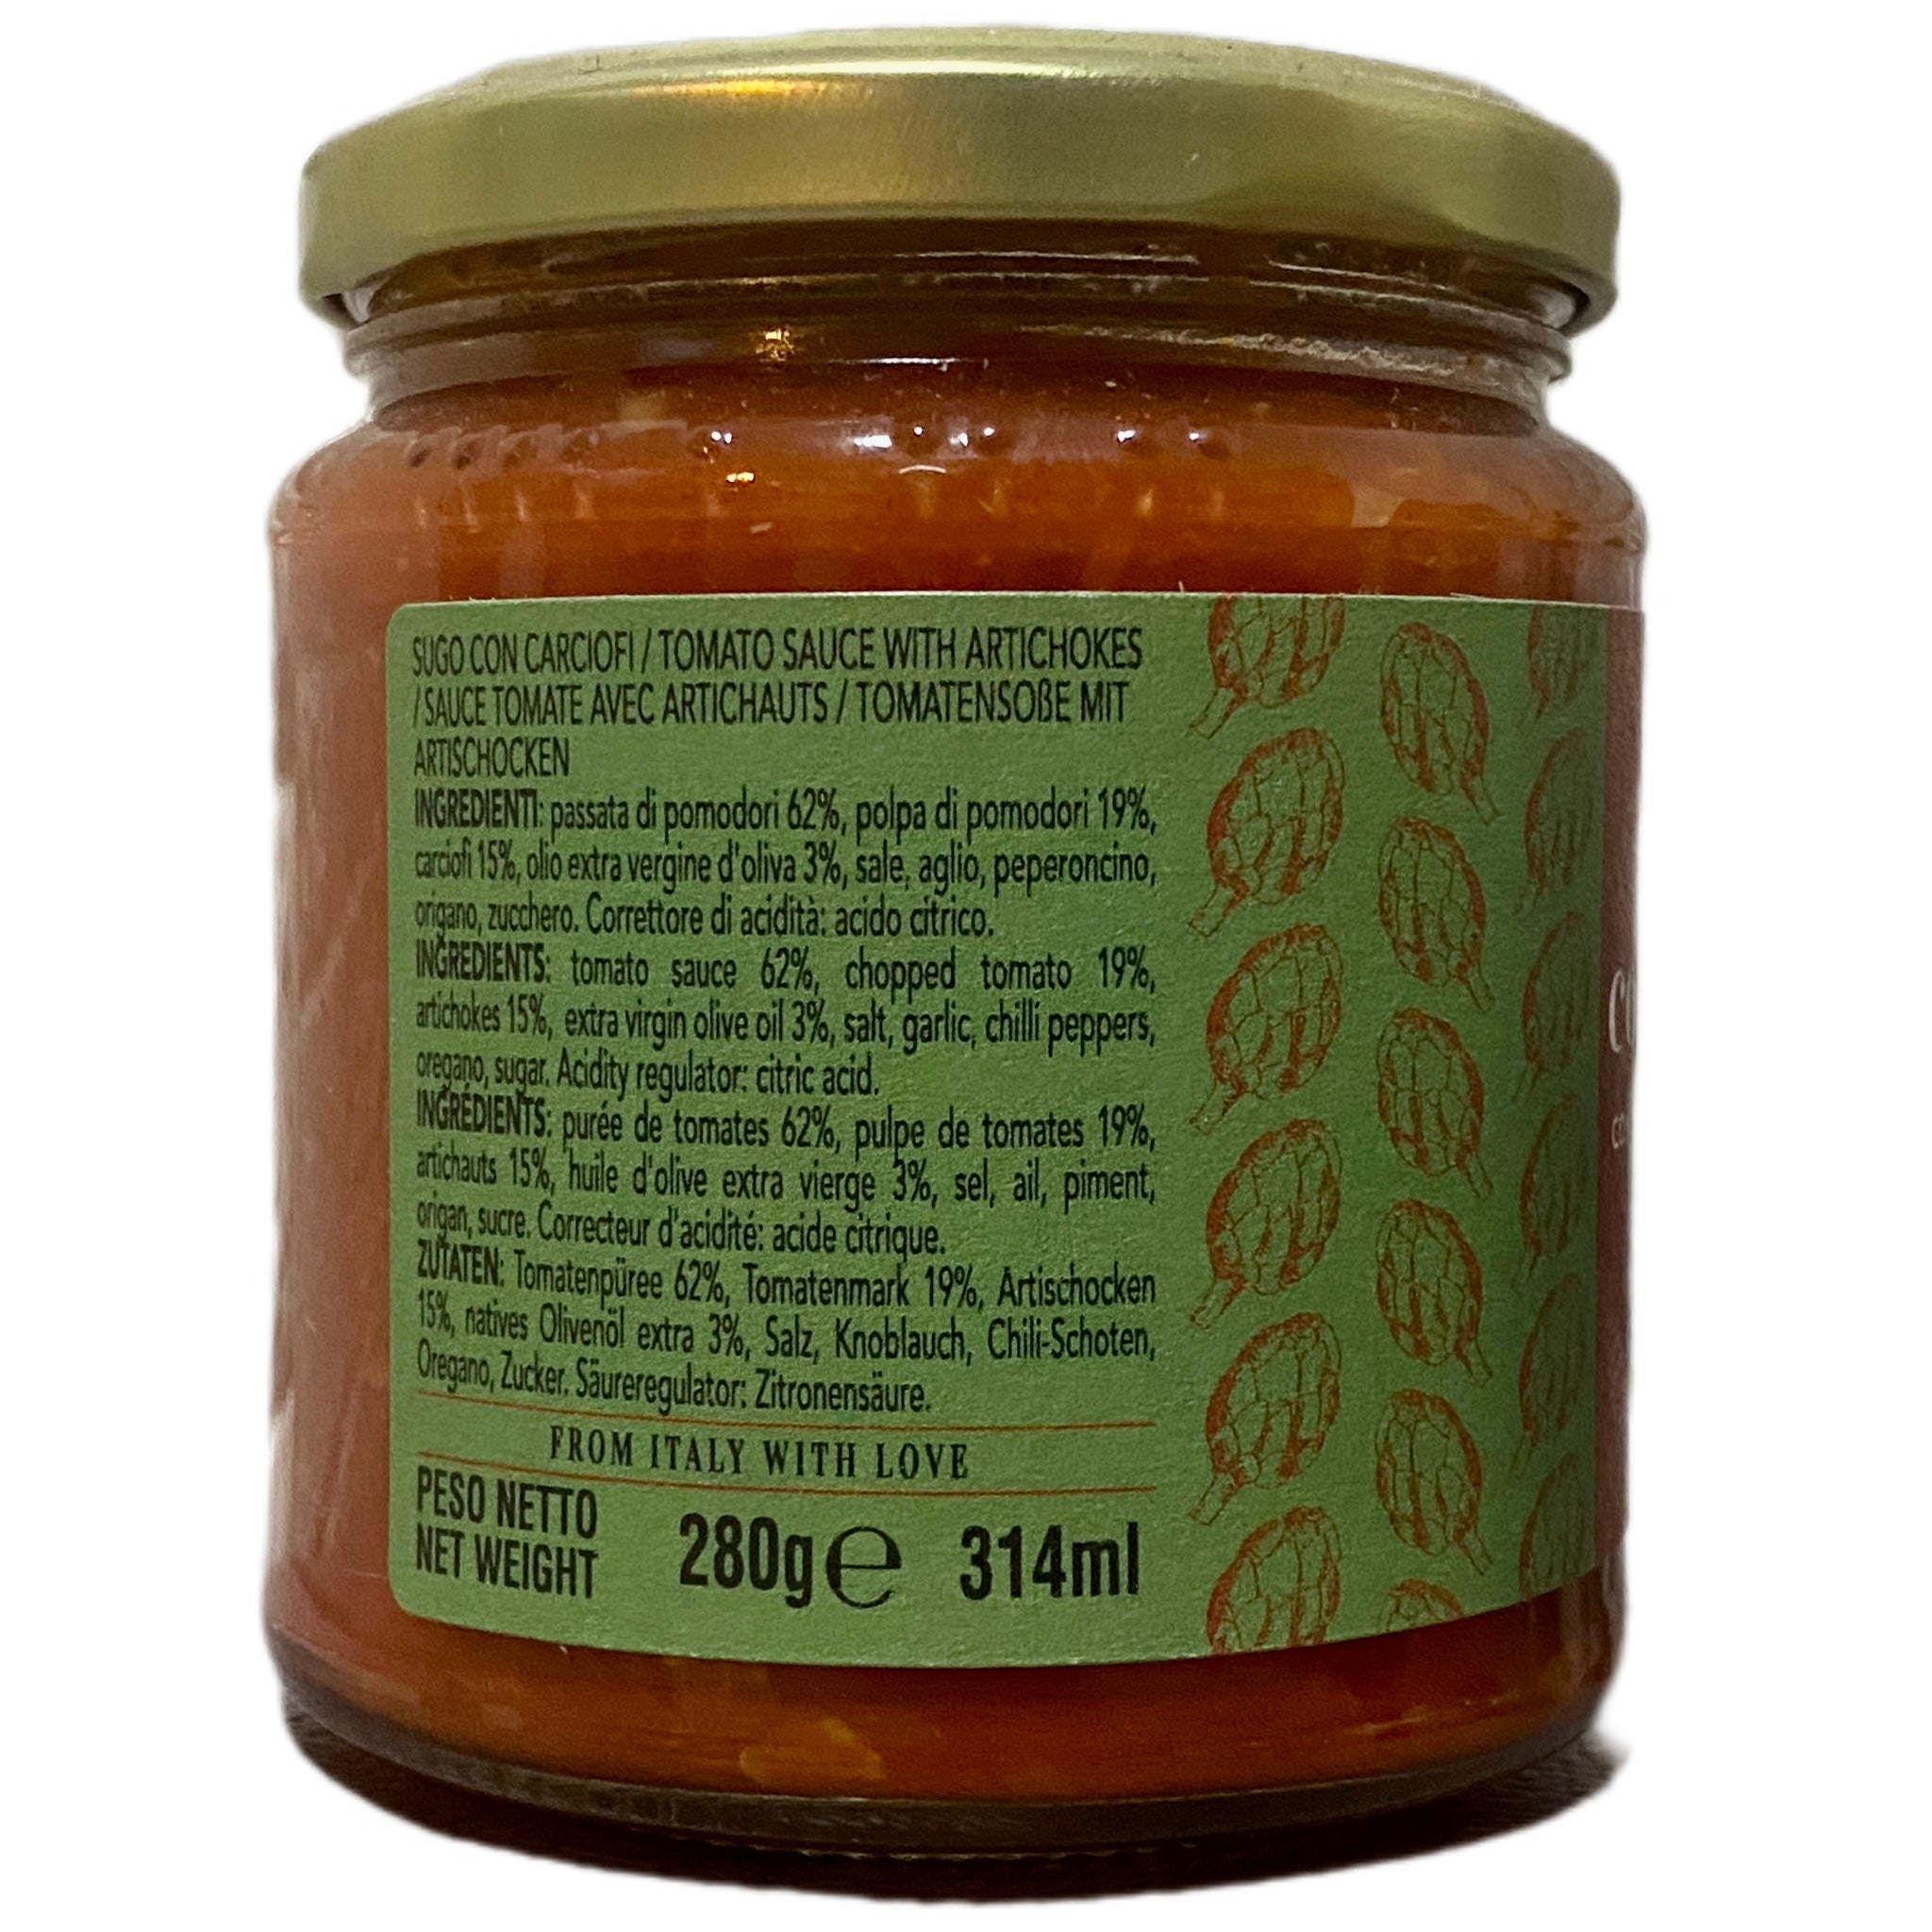 SUGO CON CARCIOFI / TOMATO SAUCE WITH ARTICHOKES
/ SAUCE TOMATE AVEC ARTICHAUTS / TOMATENSOßE MIT
ARTISCHOCKEN
INGREDIENTI: passata di pomodori 62%, polpa di pomodori 19%,
carciofi 15%, olio extra vergine d'oliva 3%, sale, aglio, peperoncino,
origano, zucchero. Correttore di acidità: acido citrico.
INGREDIENTS: tomato sauce 62%, chopped tomato 19%,
artichokes 15%, extra virgin olive oil 3%, salt, garlic, chilli peppers,
oregano, sugar. Acidity regulator: citric acid.
INGRÉDIENTS: purée de tomates 62%, pulpe de tomates 19%,
artichauts 15%, huile d'olive extra vierge 3%, sel, ail, piment,
origan, sucre. Correcteur d'acidité: acide citrique.
ZUTATEN: Tomatenpüree 62%, Tomatenmark 19%, Artischocken
15%, natives Olivenöl extra 3%, Salz, Knoblauch, Chili-Schoten,
Oregano, Zucker. Säureregulator: Zitronensäure.
FROM ITALY WITH LOVE
PESO NETTO
NET WEIGHT 280g e 314ml